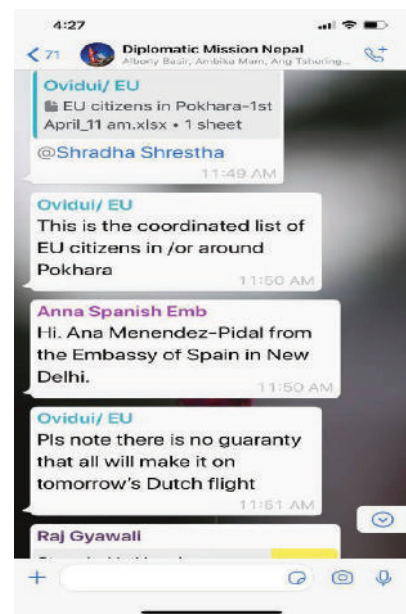 4:27
71
Diplomatic Mission Nepal
Albony Basir, Ambika Mam, Ang Tshering...
Ovidui/ EU
EU citizens in Pokhara-1st
April_11 am.xlsx • 1 sheet
@Shradha Shrestha
11:49 AM
Ovidui/ EU
This is the coordinated list of
EU citizens in /or around
Pokhara
11:50 AM
Anna Spanish Emb
Hi. Ana Menendez-Pidal from
the Embassy of Spain in New
Delhi.
11:50 AM
Ovidui/ EU
Pls note there is no guaranty
that all will make it on
tomorrow's Dutch flight
11:51 AM
Raj Gyawali